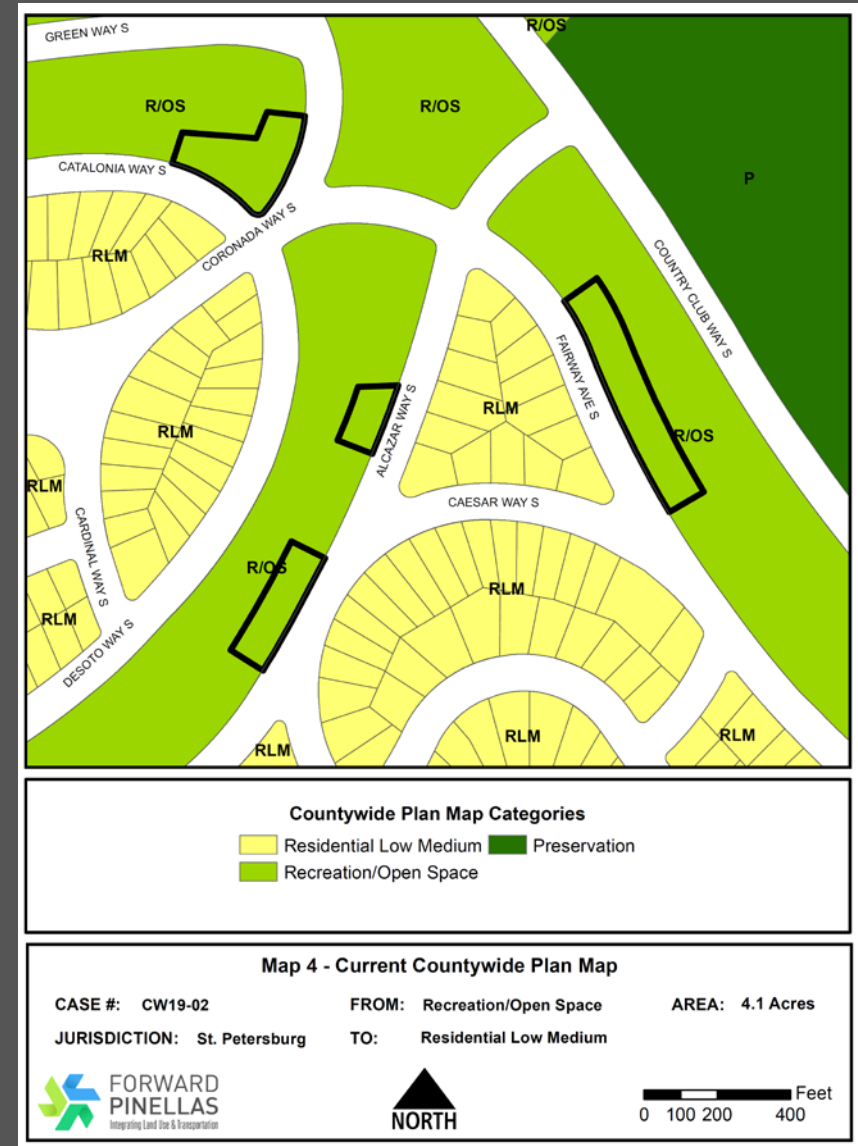 GREEN WAY S
R/OS
R/OS
R/OS
CATALONIA WAY S
P
CORONADA WAY S
RLM
COUNTRY CLUB WAY S
FAIRWAY AVE S
ALCAZAR WAY S
RLM
RLM
R/OS
RLM
CARDINAL WAY S
CAESAR WAY S
R/OS
RLM
RLM
DESOTO WAY S
RLM
RLM
RLM
Countywide Plan Map Categories
Residential Low Medium
Preservation
Recreation/Open Space
Map 4 - Current Countywide Plan Map
CASE #: CW19-02 FROM: Recreation/Open Space AREA: 4.1 Acres
JURISDICTION: St. Petersburg TO: Residential Low Medium
FORWARD
PINELLAS
Integrating Land Use & Transportation
NORTH
Feet
0 100 200 400